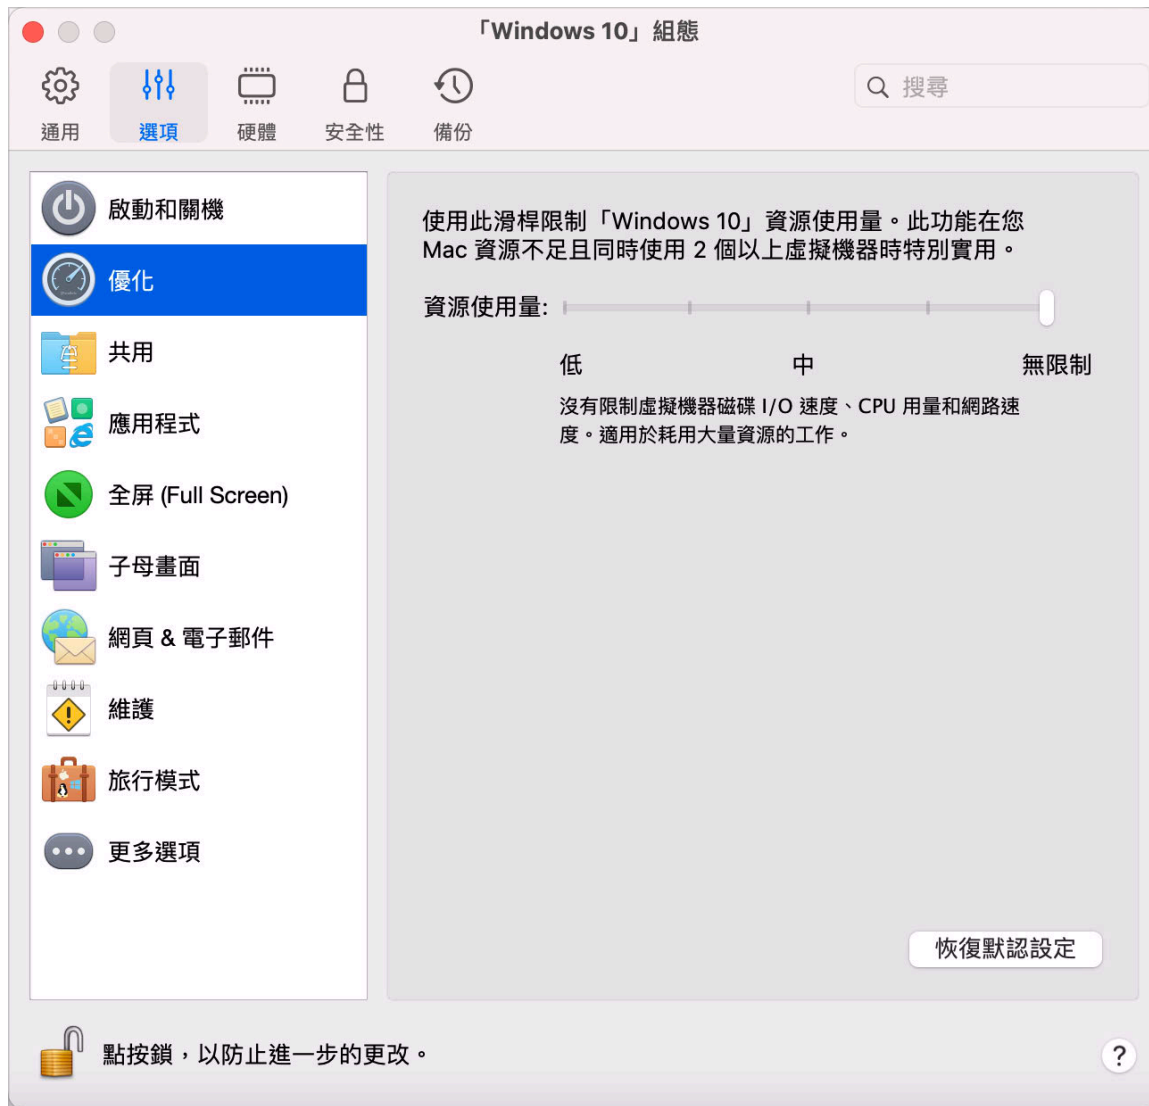 「Windows 10」組態
通用
選項
硬體
安全性
備份
搜尋
啟動和關機
優化
共用
應用程式
全屏 (Full Screen)
子母畫面
網頁 & 電子郵件
維護
旅行模式
更多選項
使用此滑桿限制「Windows 10」資源使用量。此功能在您
Mac 資源不足且同時使用 2 個以上虛擬機器時特別實用。
資源使用量:
低
中
無限制
沒有限制虛擬機器磁碟 I/O 速度、CPU 用量和網路速
度。適用於耗用大量資源的工作。
恢復默認設定
點按鎖，以防止進一步的更改。
?